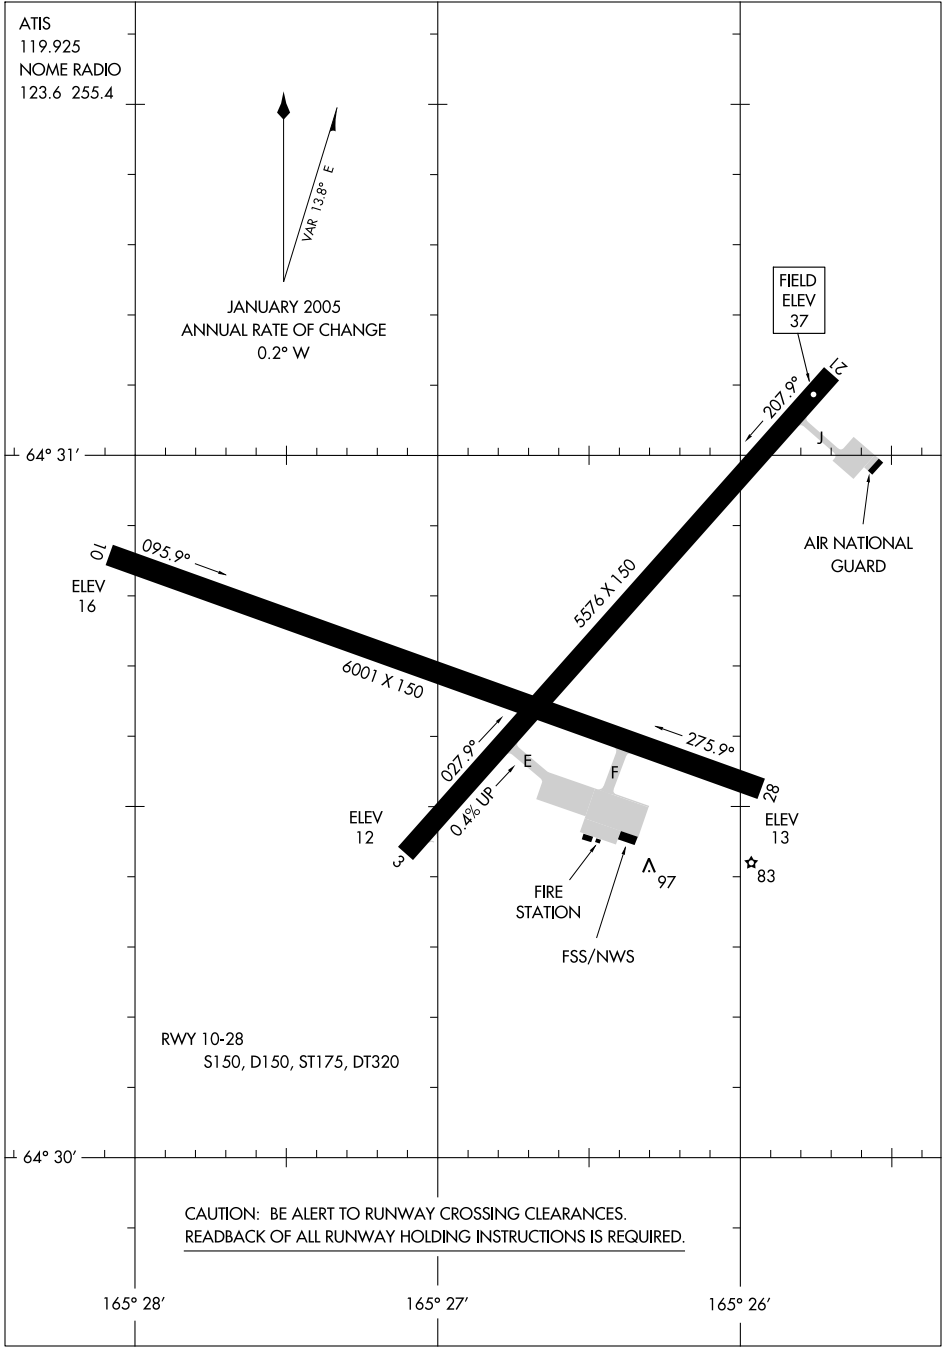 ATIS
119.925
NOME RADIO
123.6 255.4
VAR 13.8° E
JANUARY 2005
ANNUAL RATE OF CHANGE
0.2° W
FIELD
ELEV
37
21
207.9°
J
64° 31'
AIR NATIONAL
GUARD
10
095.9°
ELEV
16
5576 X 150
6001 X 150
027.9°
E
F
275.9°
28
0.4% UP
ELEV
12
3
ELEV
13
97
83
FIRE
STATION
FSS/NWS
RWY 10-28
S150, D150, ST175, DT320
64° 30'
CAUTION: BE ALERT TO RUNWAY CROSSING CLEARANCES.
READBACK OF ALL RUNWAY HOLDING INSTRUCTIONS IS REQUIRED.
165° 28'
165° 27'
165° 26'